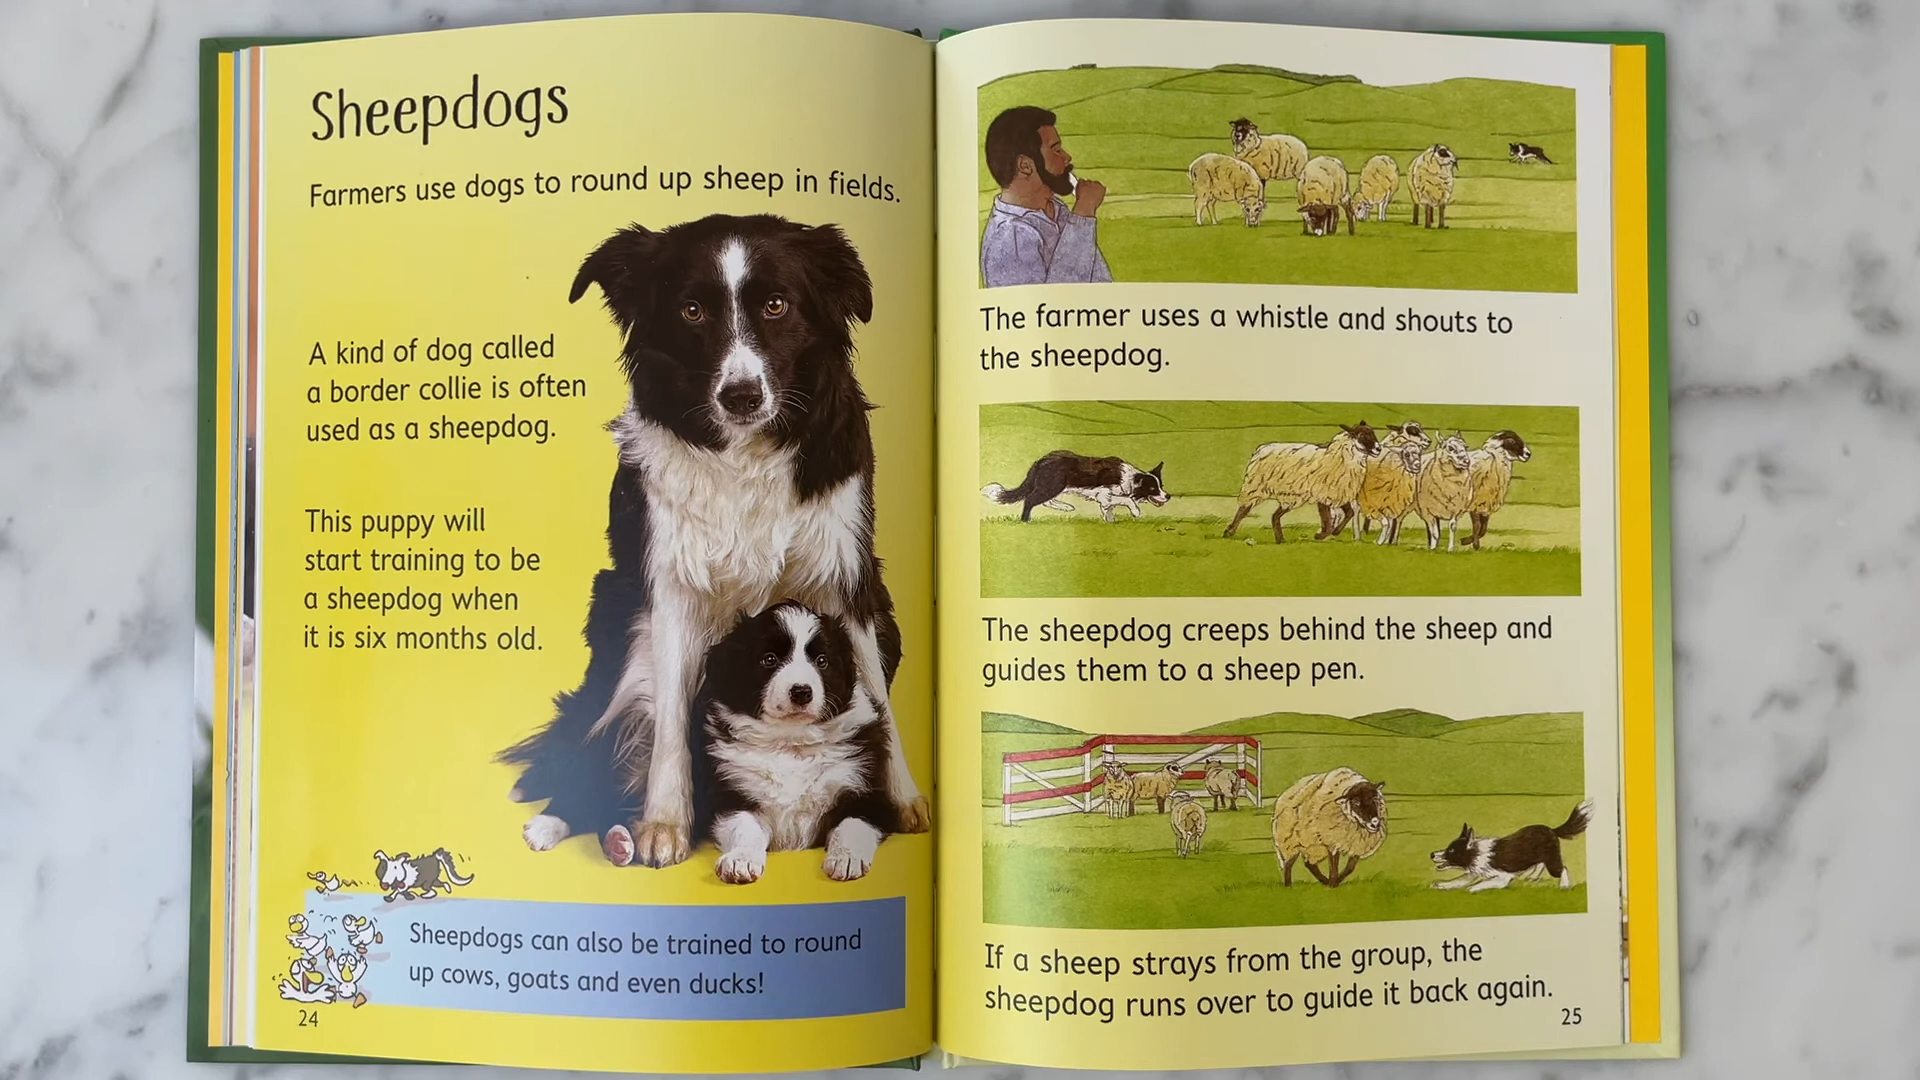 Sheepdogs
Farmers use dogs to round up sheep in fields.
A kind of dog called
a border collie is often
used as a sheepdog.
This puppy will
start training to be
a sheepdog when
it is six months old.
Sheepdogs can also be trained to round
up cows, goats and even ducks!
24
The farmer uses a whistle and shouts to
the sheepdog.
The sheepdog creeps behind the sheep and
guides them to a sheep pen.
If a sheep strays from the group, the
sheepdog runs over to guide it back again.
25